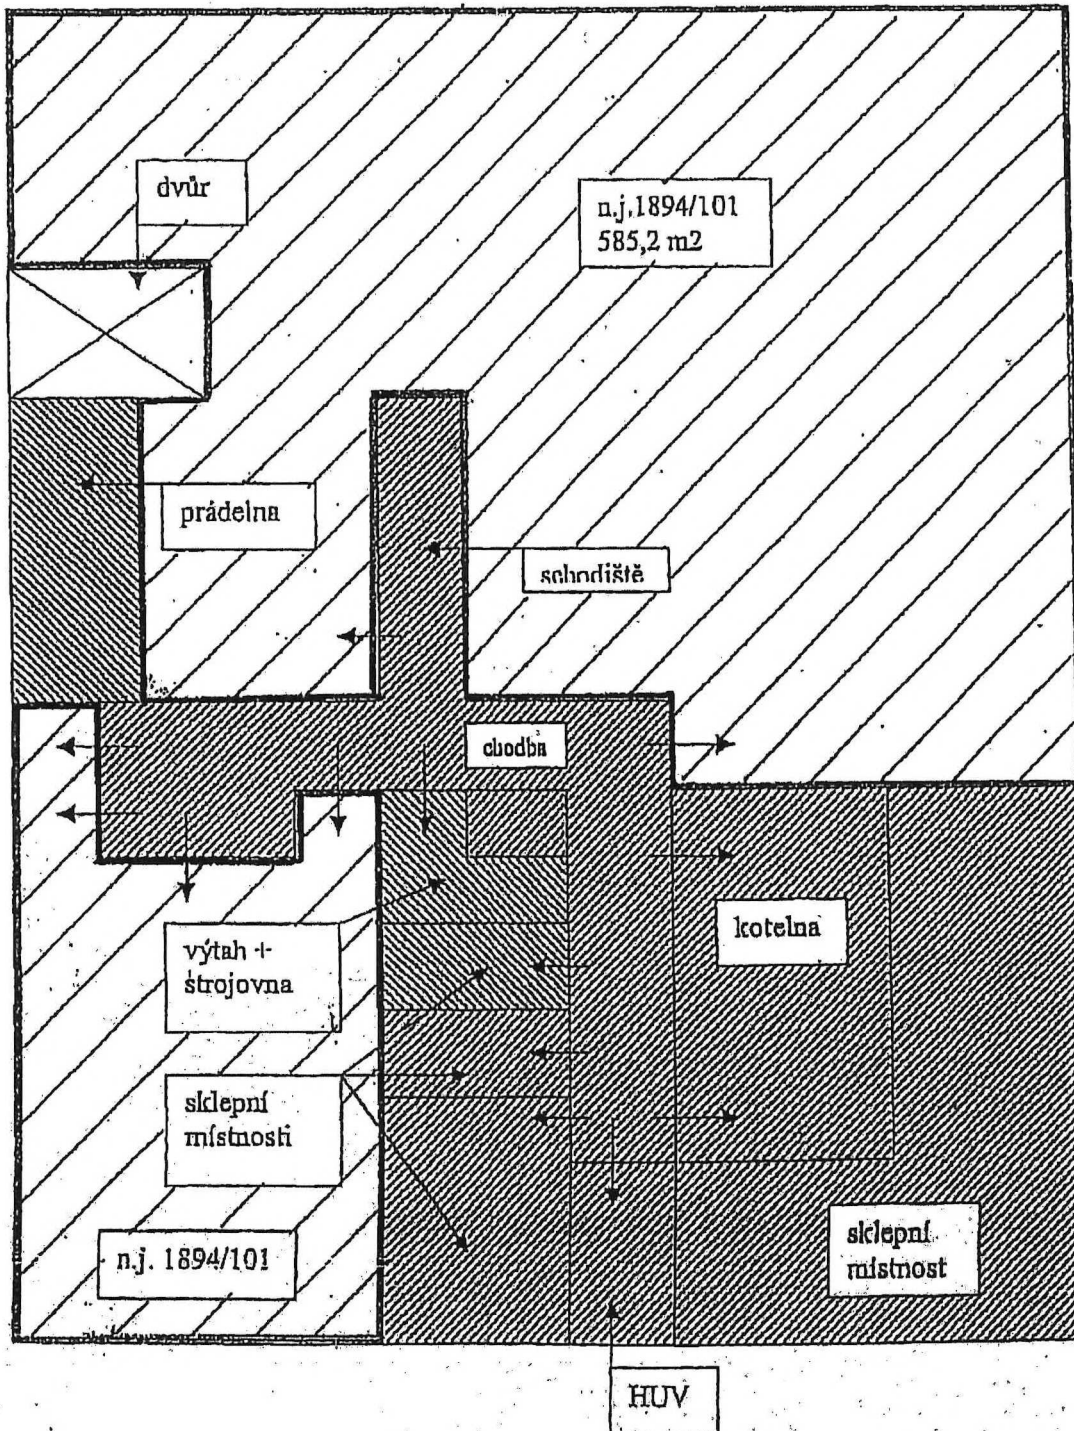 dvůr
n.j.1894/101
585,2 m2
prádelna
schodiště
chodba
kotelna
výtah +
strojovna
sklepní
místnosti
n.j. 1894/101
sklepní
místnost
HUV